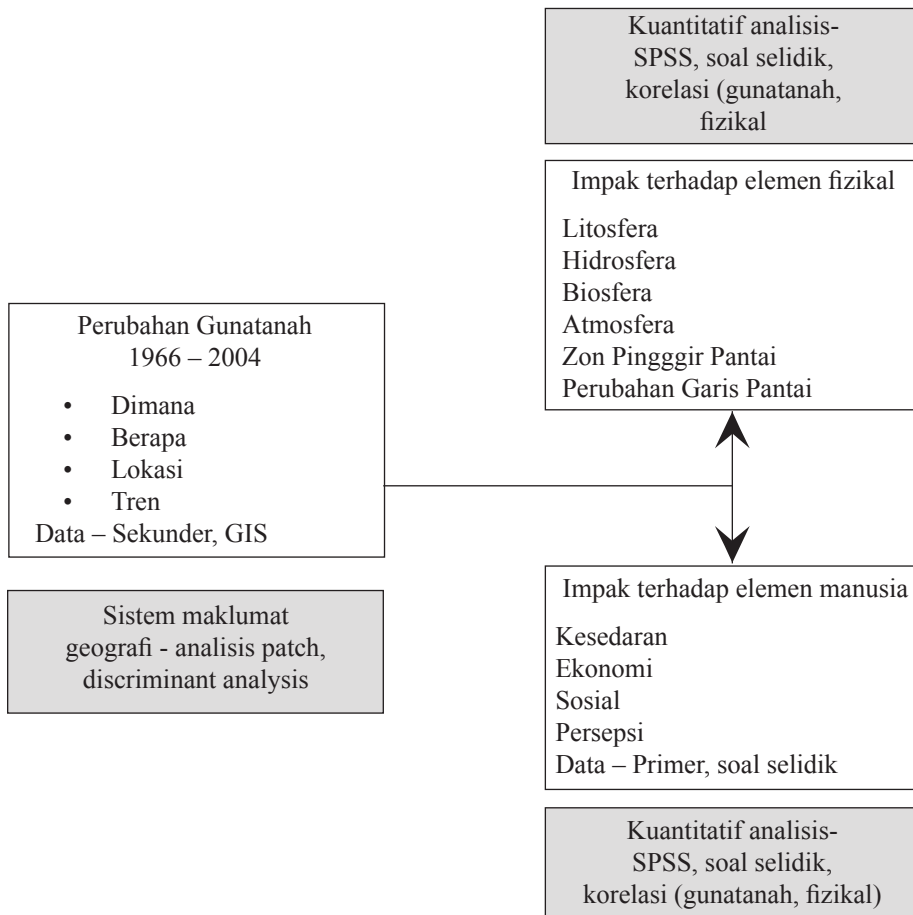 Kuantitatif analisis-
SPSS, soal selidik,
korelasi (gunatanah,
fizikal
Impak terhadap elemen fizikal
Litosfera
Hidrosfera
Biosfera
Atmosfera
Zon Pingggir Pantai
Perubahan Garis Pantai
Perubahan Gunatanah
1966 – 2004
• Dimana
• Berapa
• Lokasi
• Tren
Data – Sekunder, GIS
Sistem maklumat
geografi - analisis patch,
discriminant analysis
Impak terhadap elemen manusia
Kesedaran
Ekonomi
Sosial
Persepsi
Data – Primer, soal selidik
Kuantitatif analisis-
SPSS, soal selidik,
korelasi (gunatanah, fizikal)